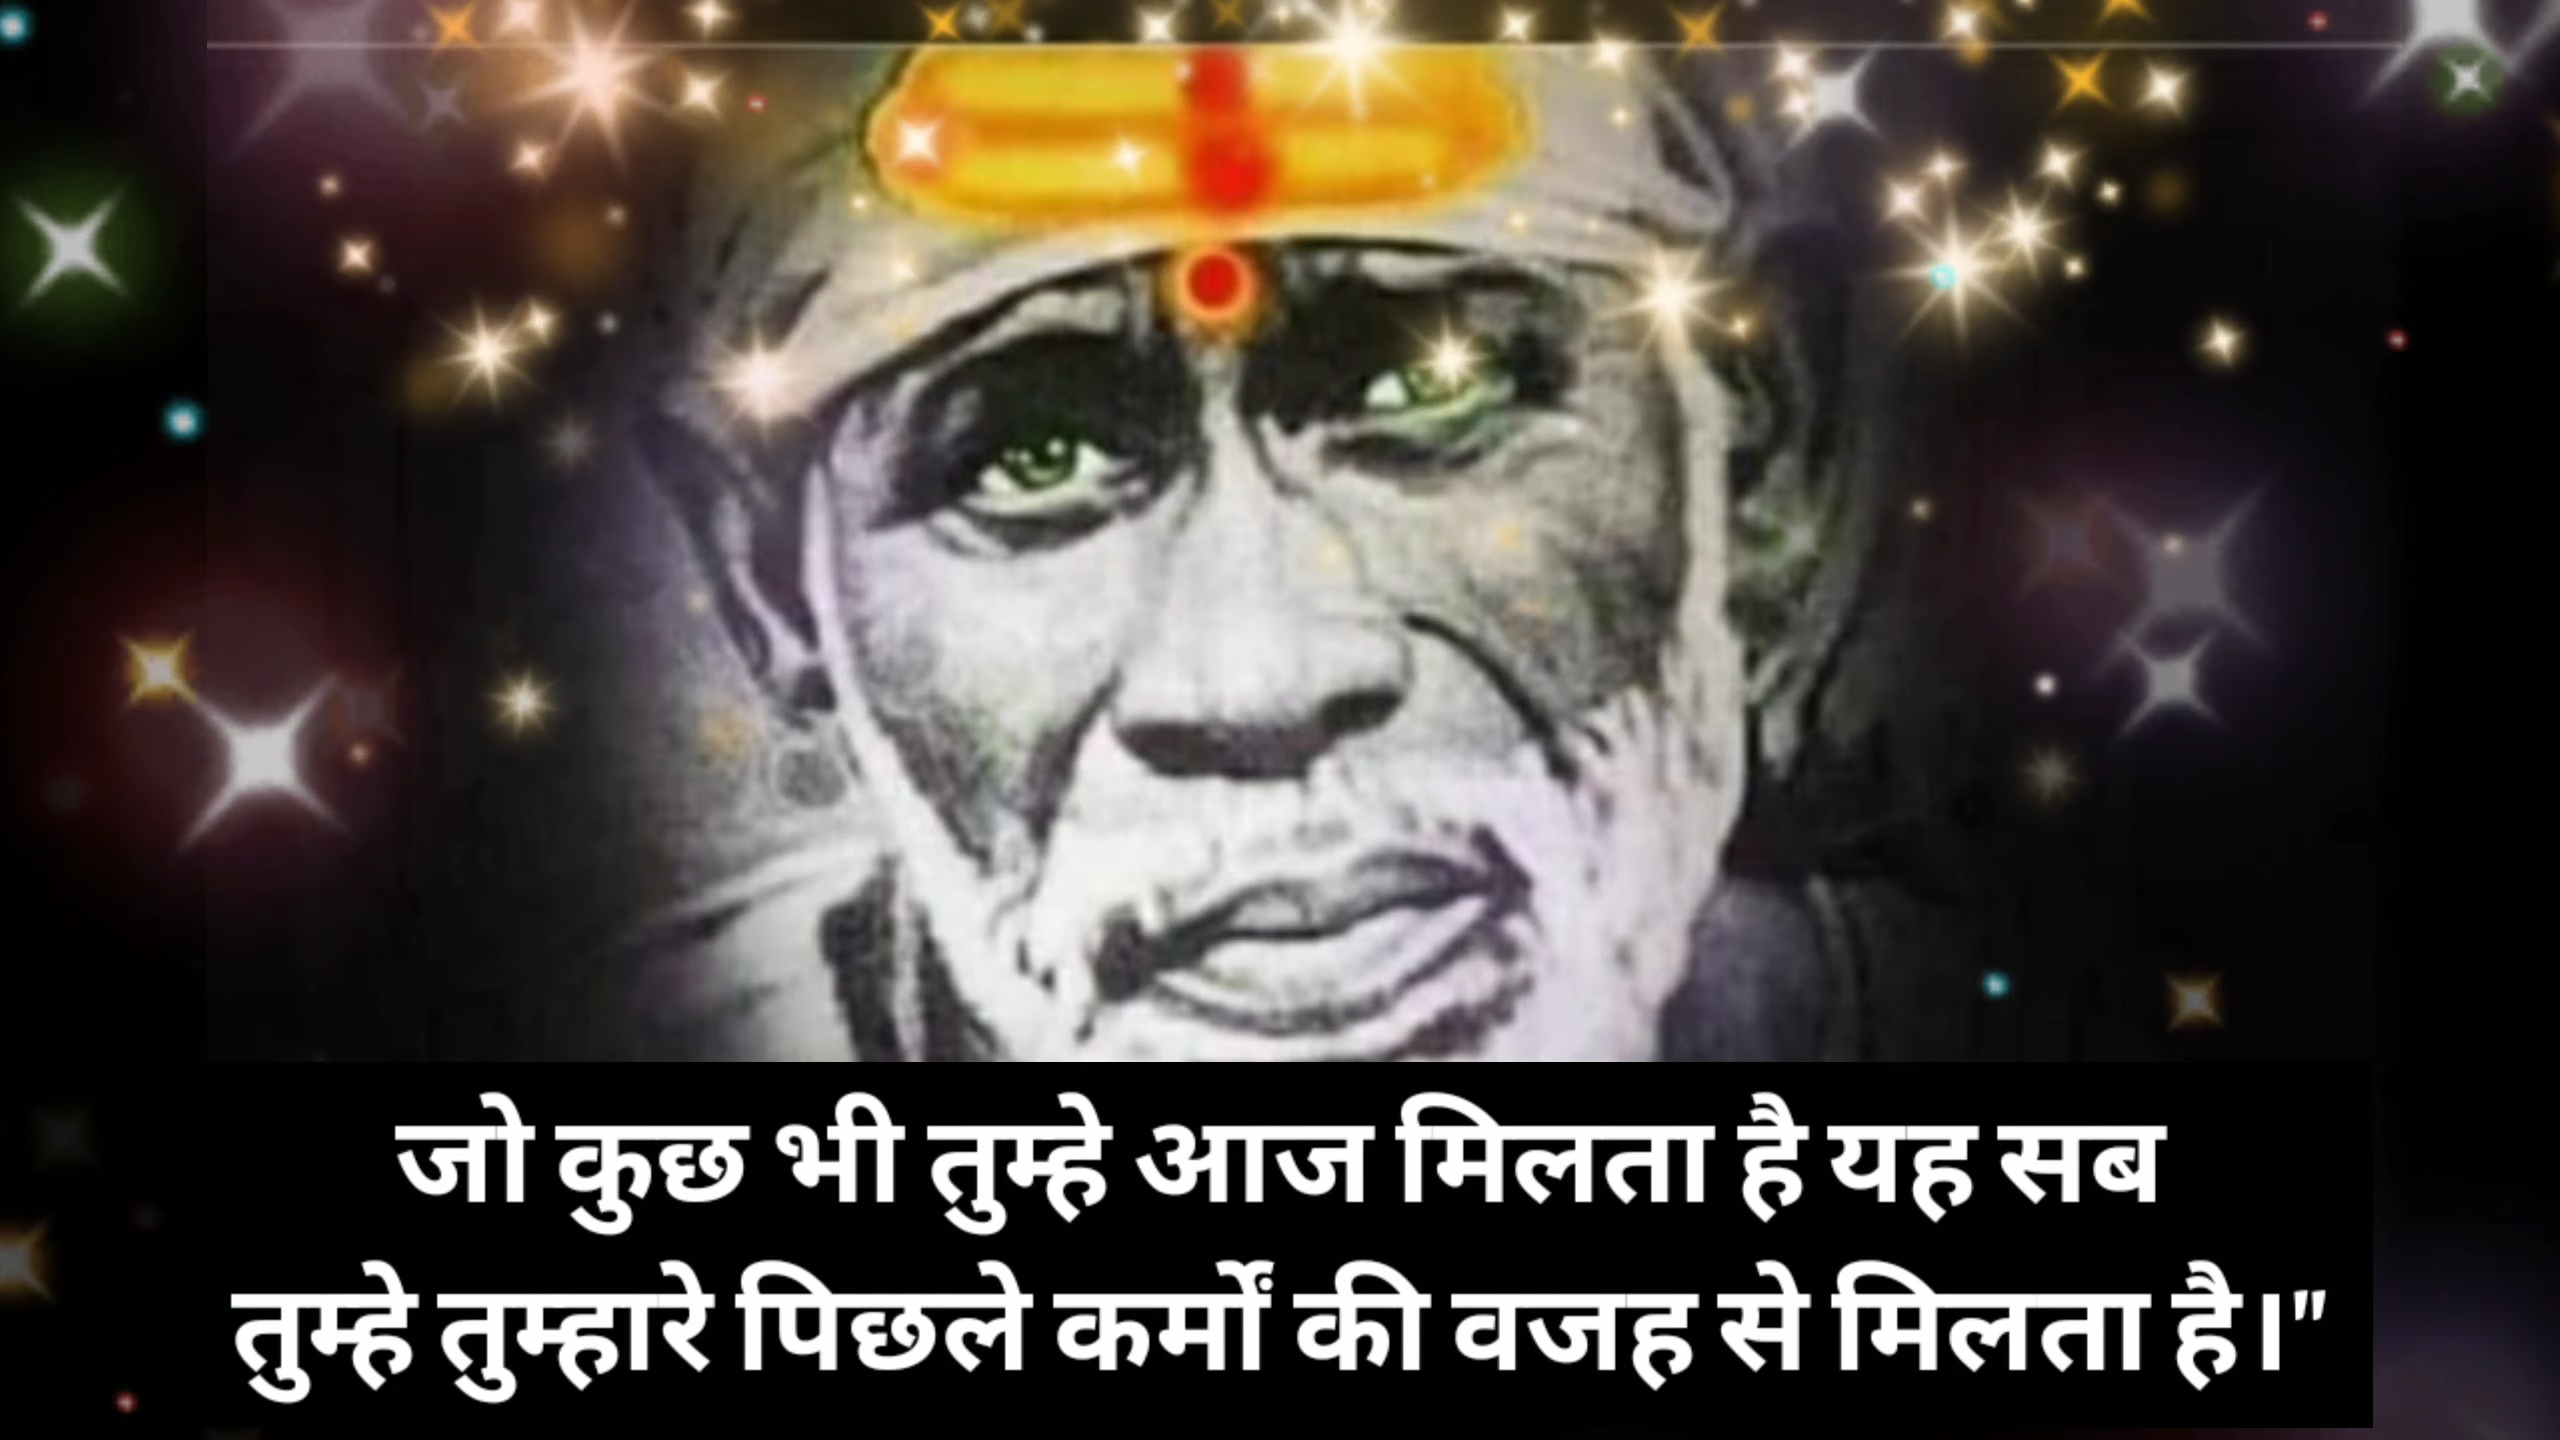 जो कुछ भी तुम्हे आज मिलता है यह सब
तुम्हे तुम्हारे पिछले कर्मों की वजह से मिलता है।"